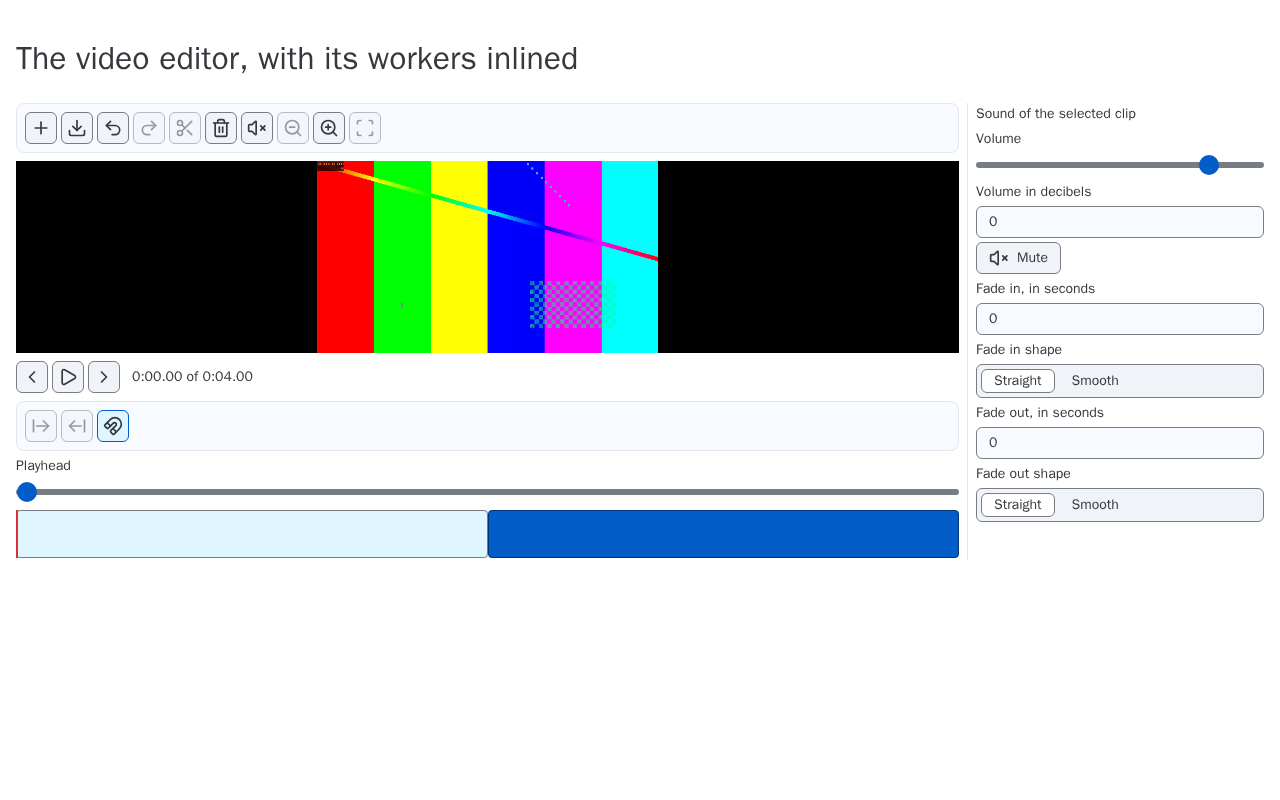 The video editor, with its workers inlined
Sound of the selected clip
Volume
Volume in decibels
0
Mute
Fade in, in seconds
0
Fade in shape
Straight Smooth
Fade out, in seconds
0
Fade out shape
Straight Smooth
0:00.00 of 0:04.00
Playhead